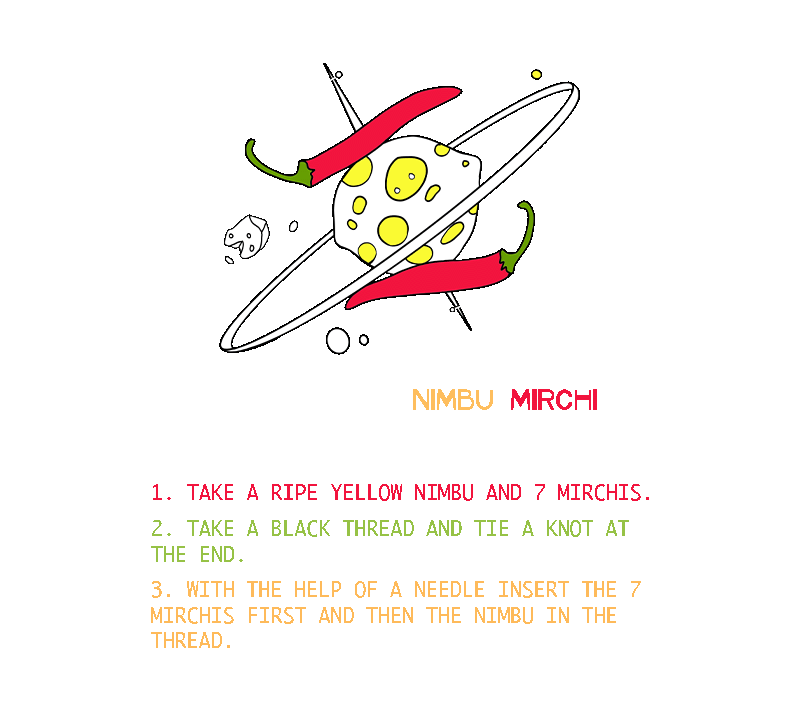 NIMBU MIRCHI
1. TAKE A RIPE YELLOW NIMBU AND 7 MIRCHIS.
2. TAKE A BLACK THREAD AND TIE A KNOT AT
THE END.
3. WITH THE HELP OF A NEEDLE INSERT THE 7
MIRCHIS FIRST AND THEN THE NIMBU IN THE
THREAD.